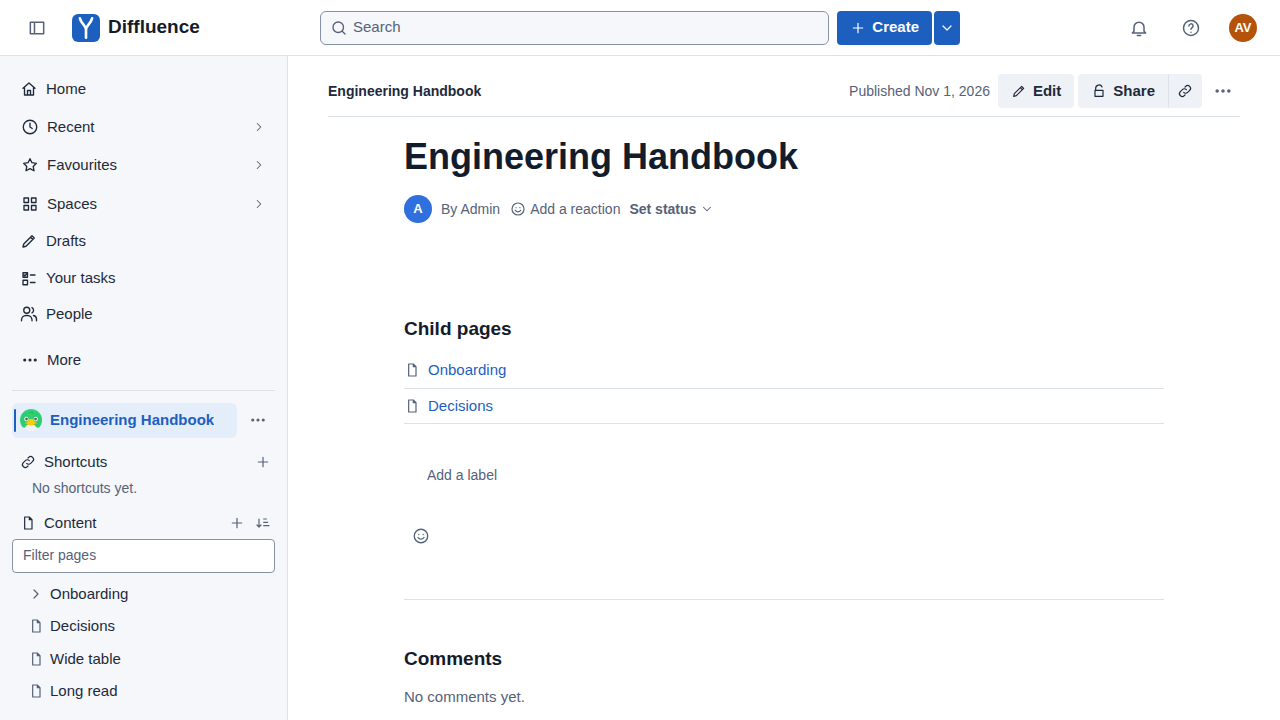 Diffluence
Search
Create
AV
Home
Recent
Favourites
Spaces
Drafts
Your tasks
People
More
Engineering Handbook
Shortcuts
No shortcuts yet.
Content
Filter pages
Onboarding
Decisions
Wide table
Long read
Engineering Handbook
Published Nov 1, 2026
Edit
Share
Engineering Handbook
A
By Admin
Add a reaction
Set status
Child pages
Onboarding
Decisions
Add a label
Comments
No comments yet.